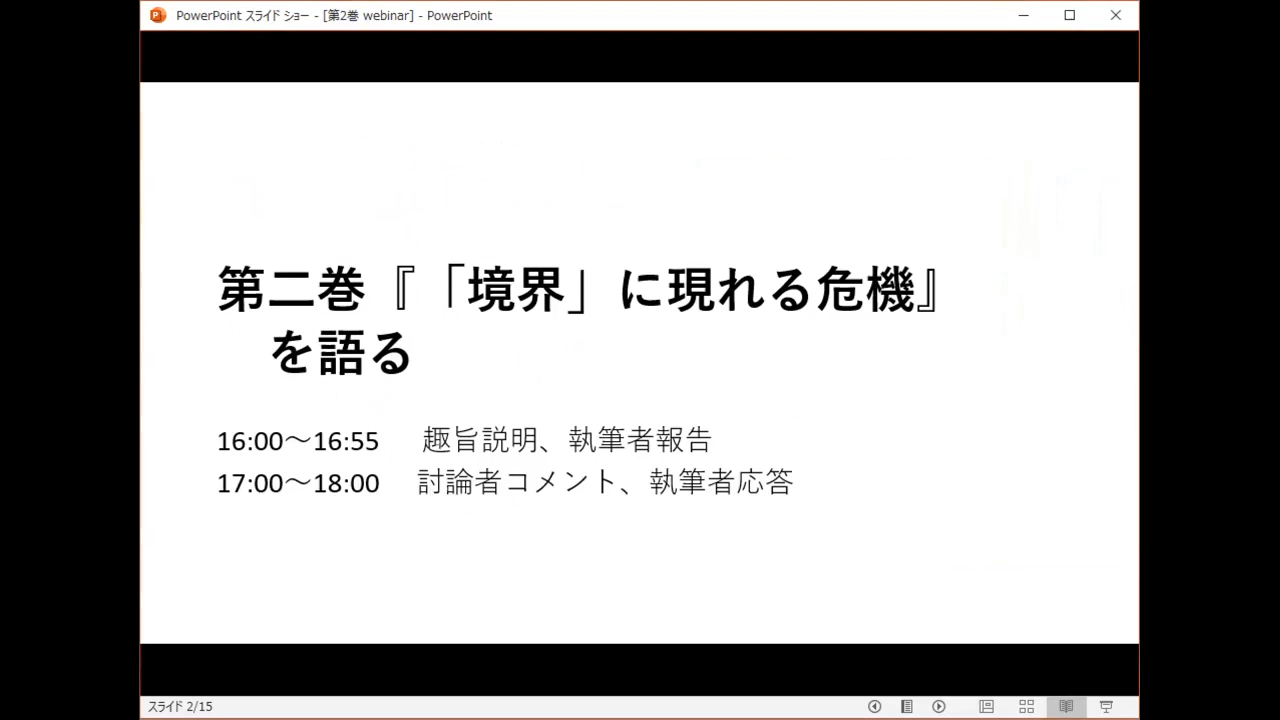 PowerPoint スライド ショー - [第2巻 webinar] - PowerPoint
第二巻『「境界」に現れる危機』
を語る
16:00～16:55 趣旨説明、執筆者報告
17:00～18:00 討論者コメント、執筆者応答
スライド 2/15